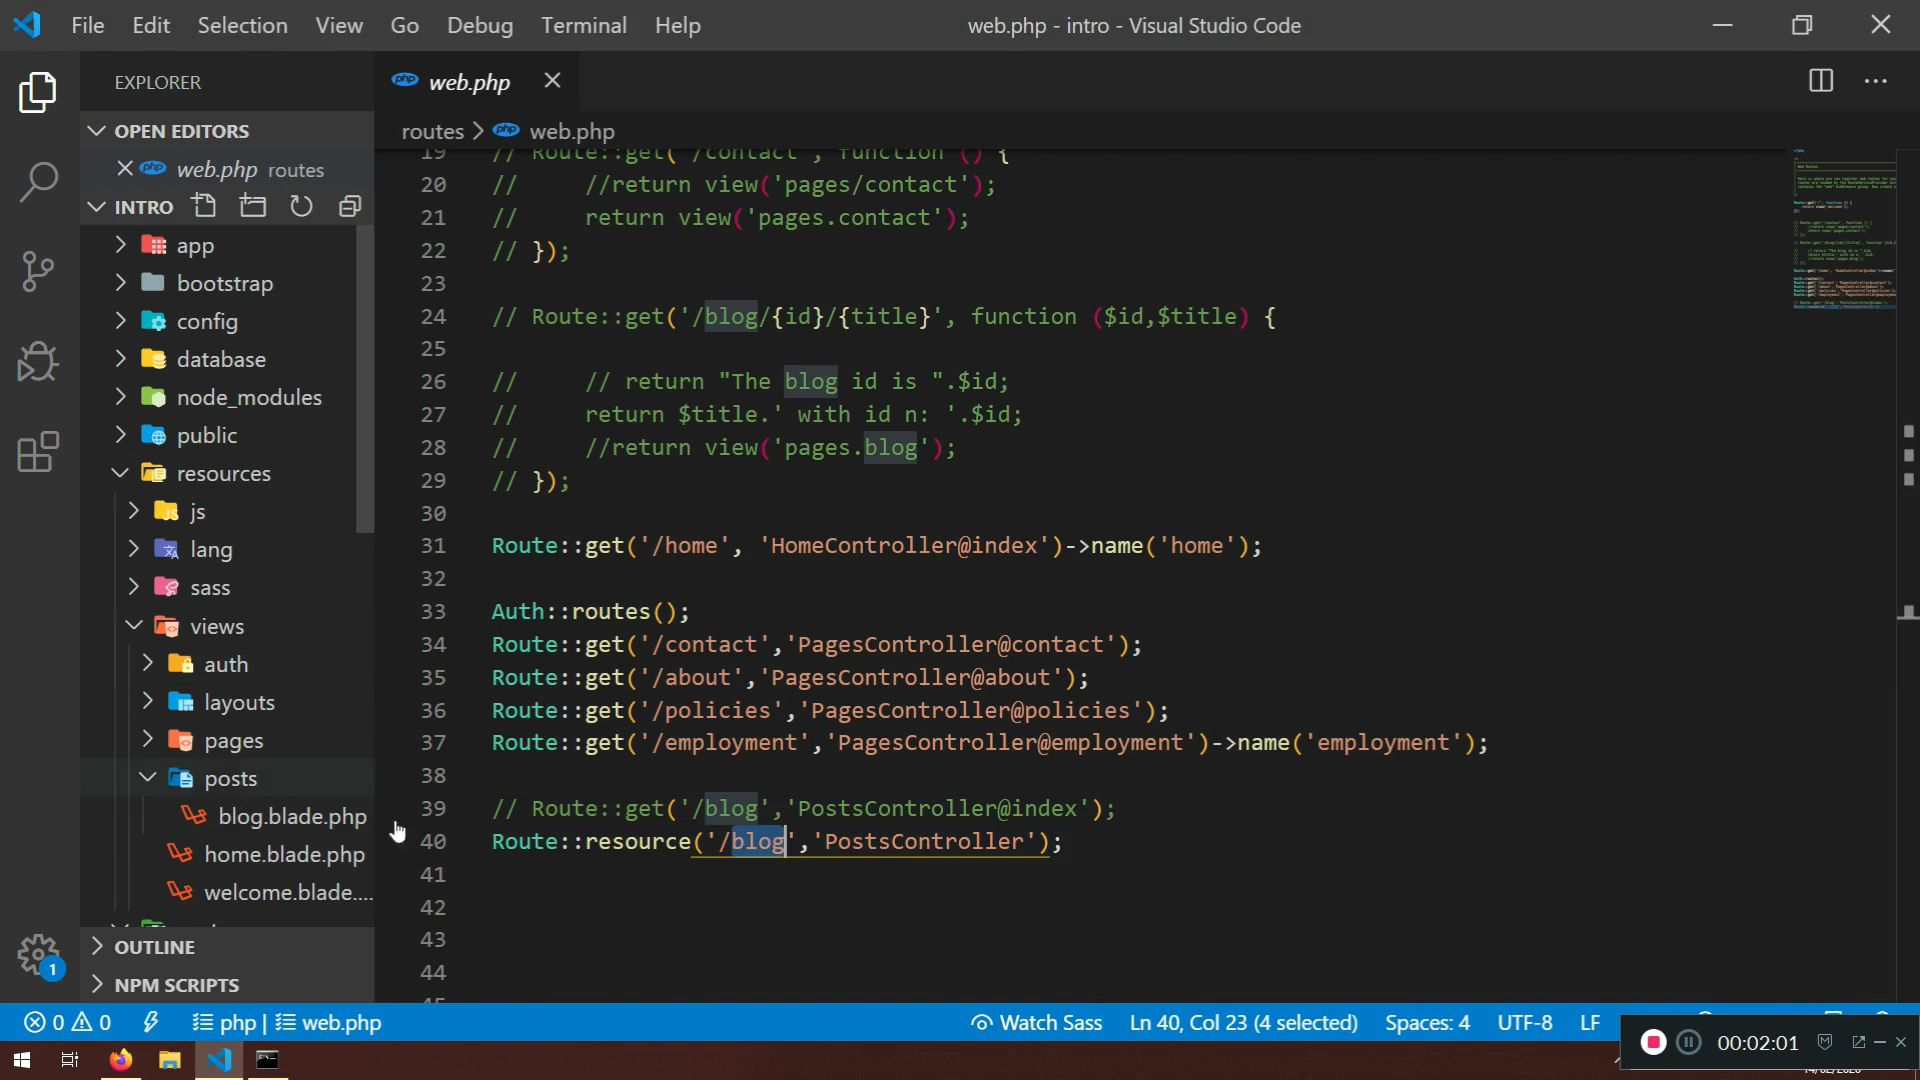 File Edit Selection View Go Debug Terminal Help
web.php - intro - Visual Studio Code
EXPLORER
OPEN EDITORS
web.php routes
INTRO
app
bootstrap
config
database
node_modules
public
resources
js
lang
sass
views
auth
layouts
pages
posts
blog.blade.php
home.blade.php
welcome.blade....
OUTLINE
NPM SCRIPTS
php web.php
routes > php web.php
19 // Route::get('/contact', function () {
20 //     //return view('pages/contact');
21 //     return view('pages.contact');
22 // });
23
24 // Route::get('/blog/{id}/{title}', function ($id,$title) {
25
26 //     // return "The blog id is ".$id;
27 //     return $title.' with id n: '.$id;
28 //     //return view('pages.blog');
29 // });
30
31 Route::get('/home', 'HomeController@index')->name('home');
32
33 Auth::routes();
34 Route::get('/contact','PagesController@contact');
35 Route::get('/about','PagesController@about');
36 Route::get('/policies','PagesController@policies');
37 Route::get('/employment','PagesController@employment')->name('employment');
38
39 // Route::get('/blog','PostsController@index');
40 Route::resource('/blog','PostsController');
41
42
43
44
45
1
0 0 php | web.php
Watch Sass Ln 40, Col 23 (4 selected) Spaces: 4 UTF-8 LF
00:02:01